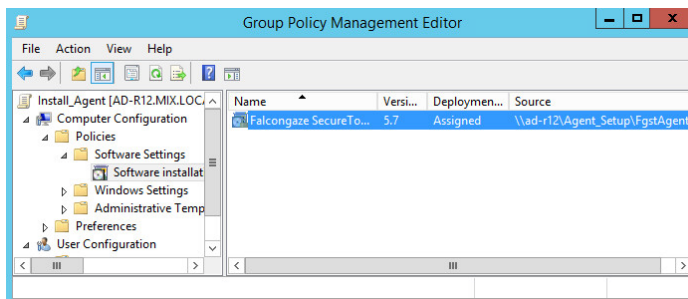 Group Policy Management Editor
File Action View Help
Install_Agent [AD-R12.MIX.LOC
Computer Configuration
Policies
Software Settings
Software installat
Windows Settings
Administrative Temp
Preferences
User Configuration
Name Versi... Deploymen... Source
Falcongaze SecureTo... 5.7 Assigned \\ad-r12\Agent_Setup\FgstAgent